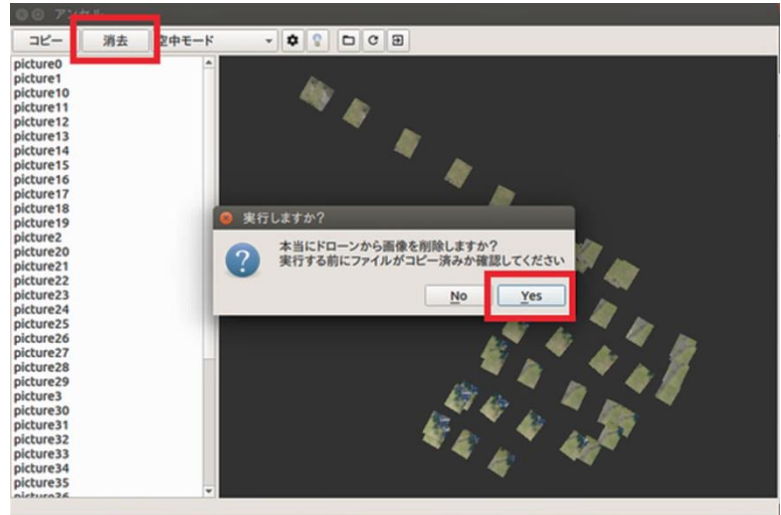 コピー 消去 空中モード
picture0
picture1
picture10
picture11
picture12
picture13
picture14
picture15
picture16
picture17
picture18
picture19
picture2
picture20
picture21
picture22
picture23
picture24
picture25
picture26
picture27
picture28
picture29
picture3
picture30
picture31
picture32
picture33
picture34
picture35
picture36
実行しますか?
本当にドローンから画像を削除しますか?
実行する前にファイルがコピー済みか確認してください
No Yes